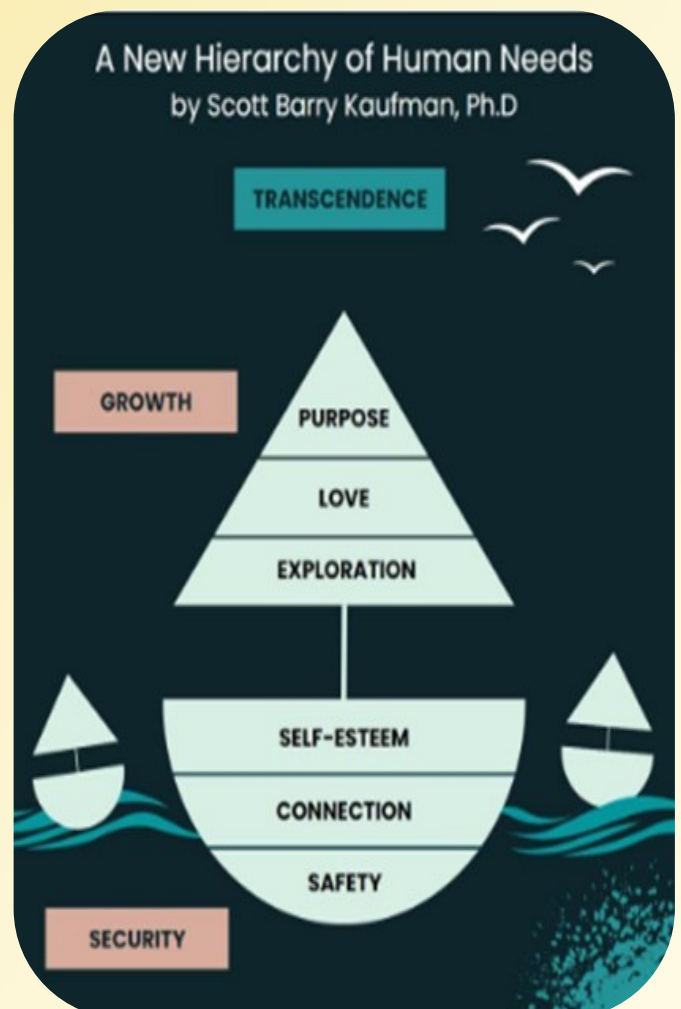 A New Hierarchy of Human Needs
by Scott Barry Kaufman, Ph.D
TRANSCENDENCE
GROWTH
PURPOSE
LOVE
EXPLORATION
SELF-ESTEEM
CONNECTION
SAFETY
SECURITY